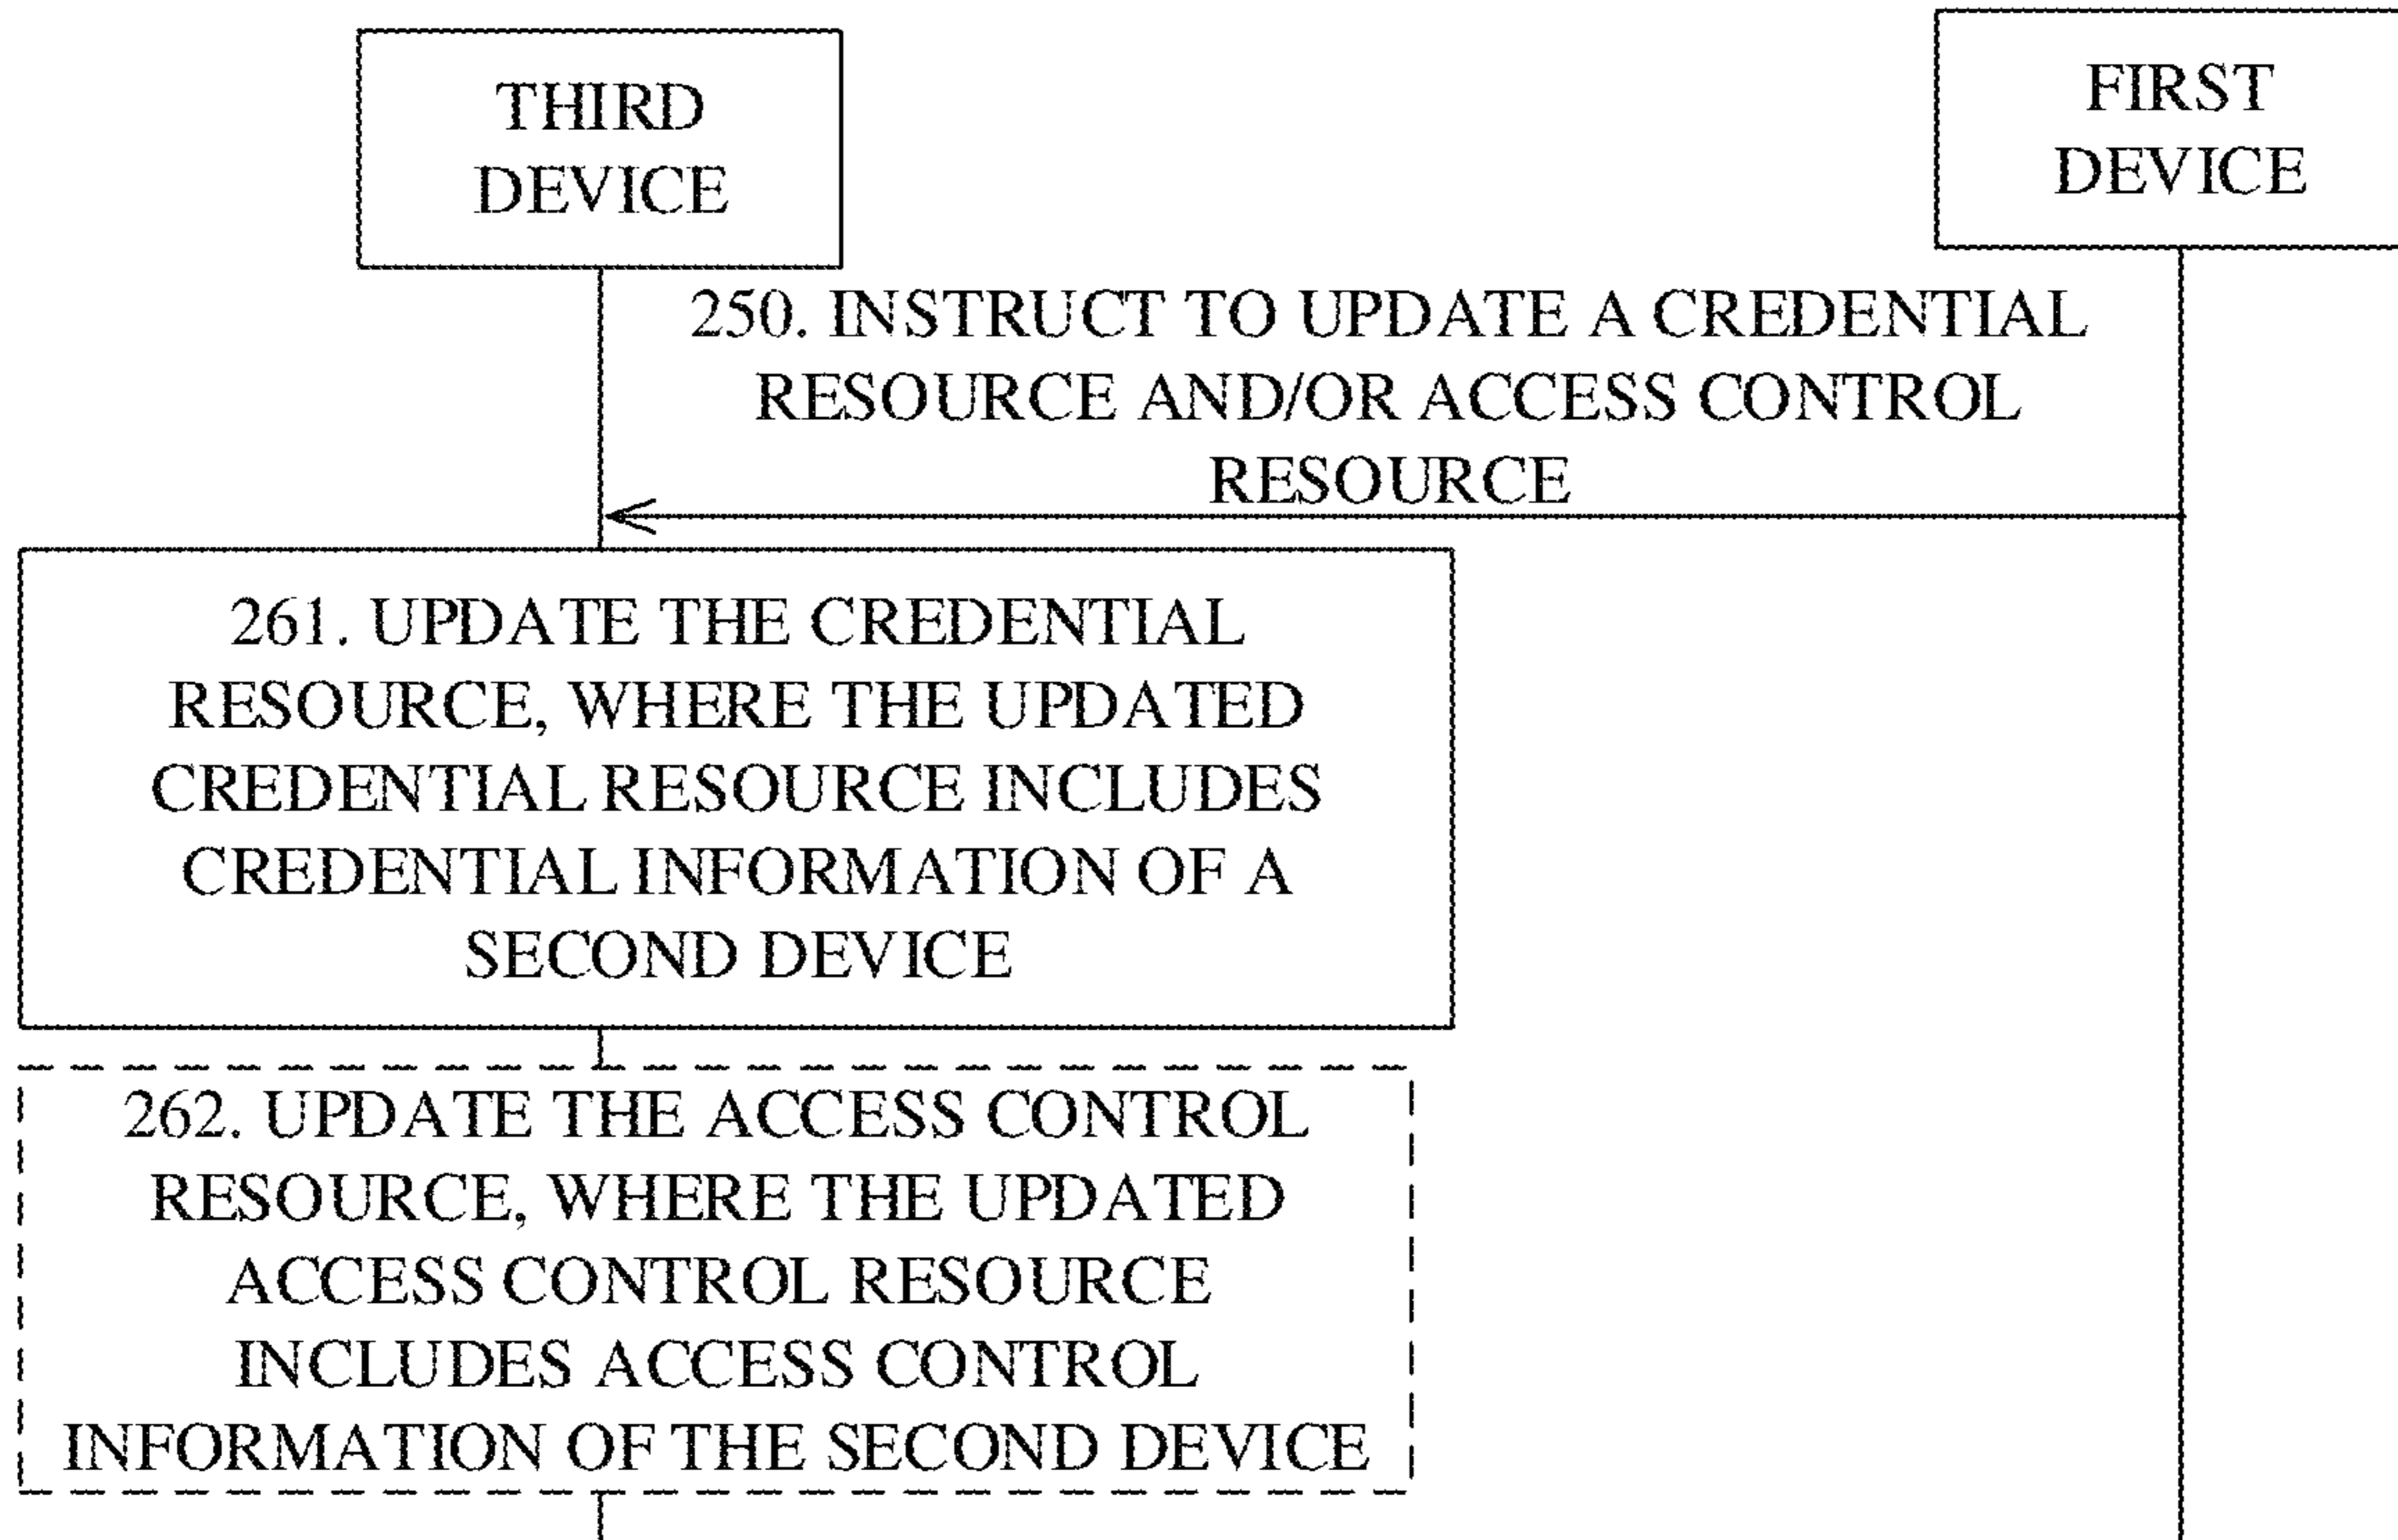 THIRD
DEVICE
FIRST
DEVICE
250. INSTRUCT TO UPDATE A CREDENTIAL
RESOURCE AND/OR ACCESS CONTROL
RESOURCE
261. UPDATE THE CREDENTIAL
RESOURCE, WHERE THE UPDATED
CREDENTIAL RESOURCE INCLUDES
CREDENTIAL INFORMATION OF A
SECOND DEVICE
262. UPDATE THE ACCESS CONTROL
RESOURCE, WHERE THE UPDATED
ACCESS CONTROL RESOURCE
INCLUDES ACCESS CONTROL
INFORMATION OF THE SECOND DEVICE